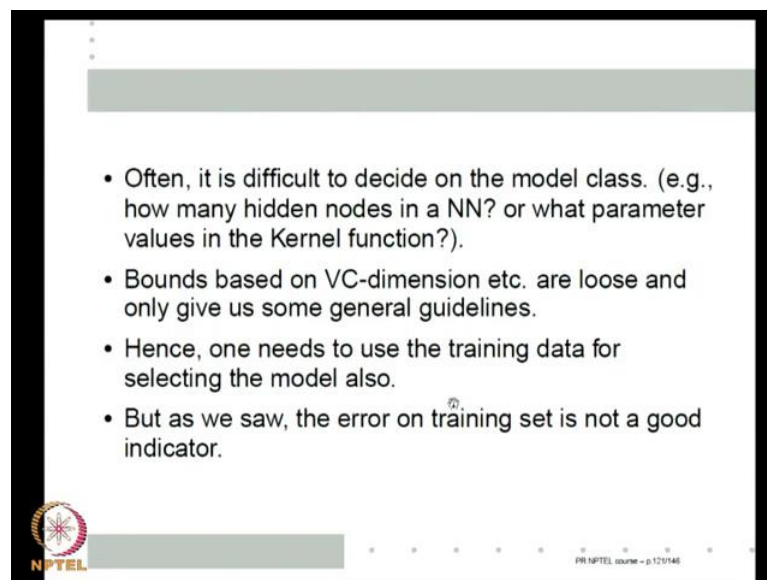 • Often, it is difficult to decide on the model class. (e.g.,
how many hidden nodes in a NN? or what parameter
values in the Kernel function?).
• Bounds based on VC-dimension etc. are loose and
only give us some general guidelines.
• Hence, one needs to use the training data for
selecting the model also.
• But as we saw, the error on training set is not a good
indicator.
NPTEL
PR NPTEL course – p.121/146